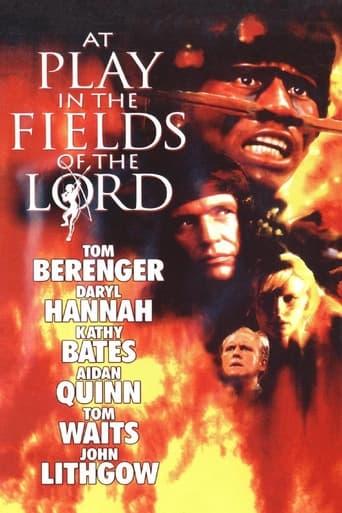 AT
PLAY
IN THE
FIELDS
OF THE
LORD
TOM
BERENGER
DARYL
HANNAH
KATHY
BATES
AIDAN
QUINN
TOM
WAITS
JOHN
LITHGOW